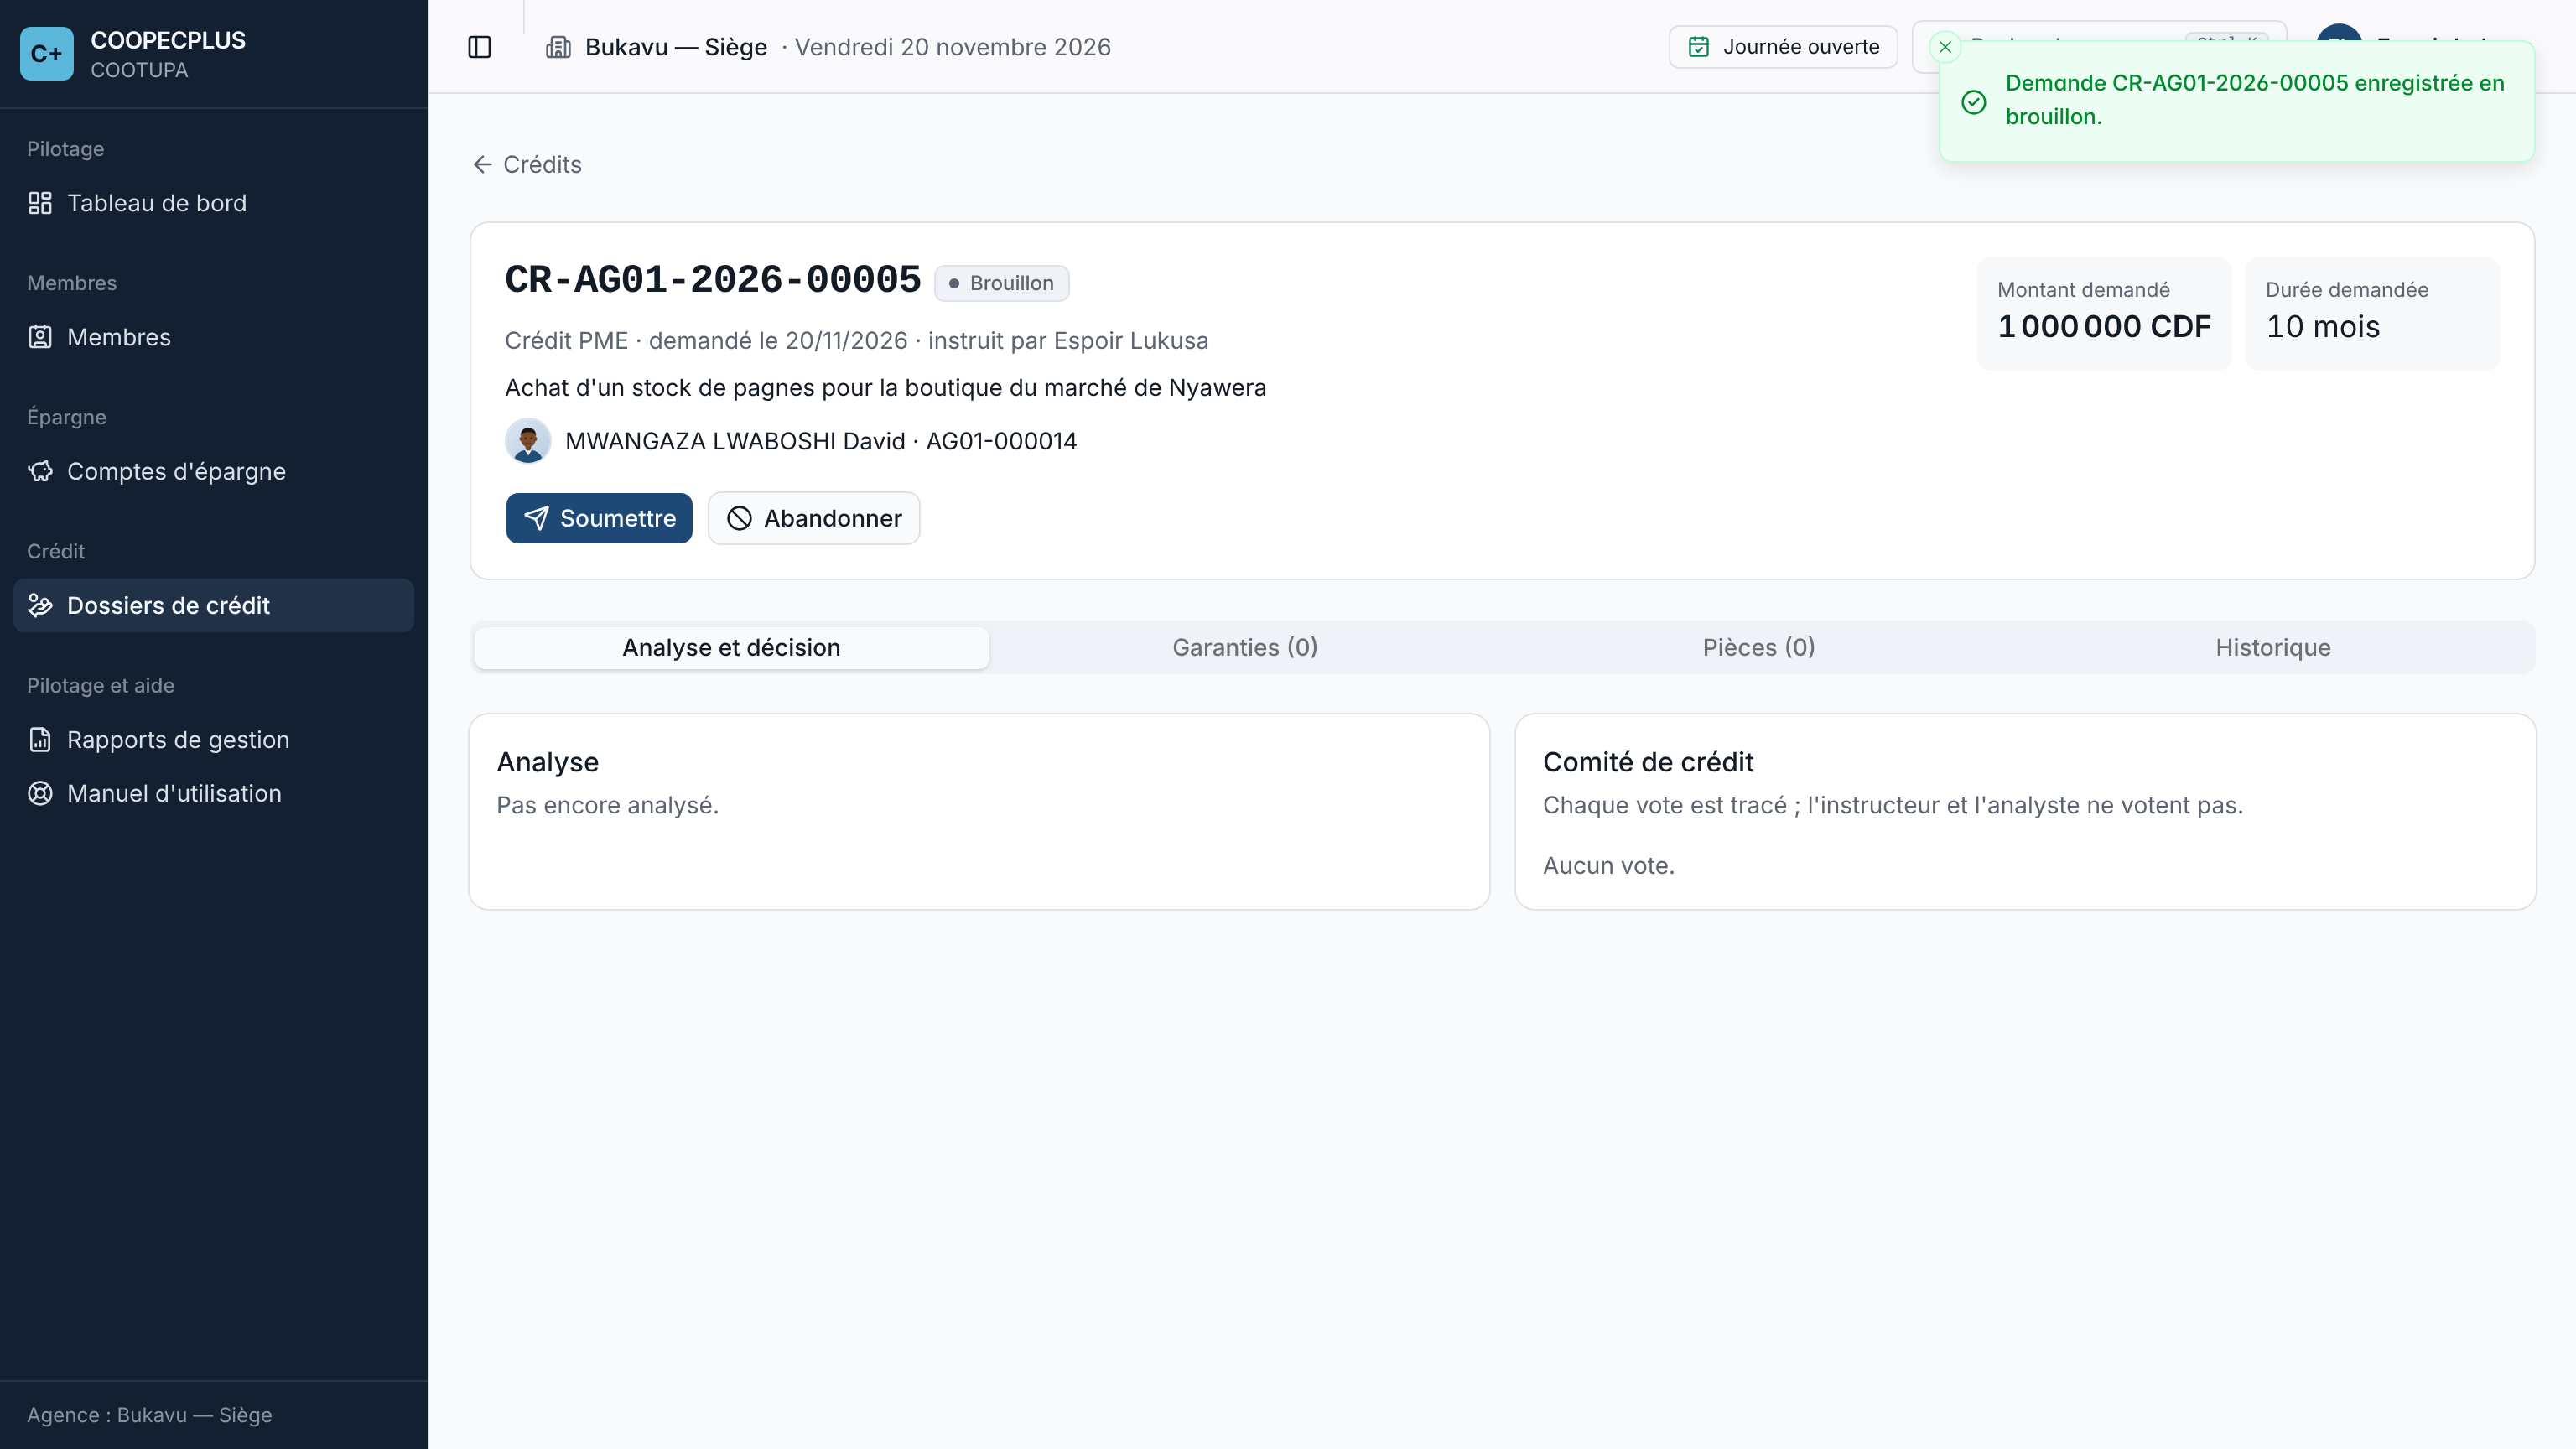 C+
COOPECPLUS
COOTUPA
Pilotage
Tableau de bord
Membres
Membres
Épargne
Comptes d'épargne
Crédit
Dossiers de crédit
Pilotage et aide
Rapports de gestion
Manuel d'utilisation
Agence : Bukavu — Siège
Bukavu — Siège · Vendredi 20 novembre 2026
Journée ouverte
Demande CR-AG01-2026-00005 enregistrée en
brouillon.
Crédits
CR-AG01-2026-00005
Brouillon
Crédit PME · demandé le 20/11/2026 · instruit par Espoir Lukusa
Achat d'un stock de pagnes pour la boutique du marché de Nyawera
MWANGAZA LWABOSHI David · AG01-000014
Soumettre
Abandonner
Montant demandé
1 000 000 CDF
Durée demandée
10 mois
Analyse et décision
Garanties (0)
Pièces (0)
Historique
Analyse
Pas encore analysé.
Comité de crédit
Chaque vote est tracé ; l'instructeur et l'analyste ne votent pas.
Aucun vote.